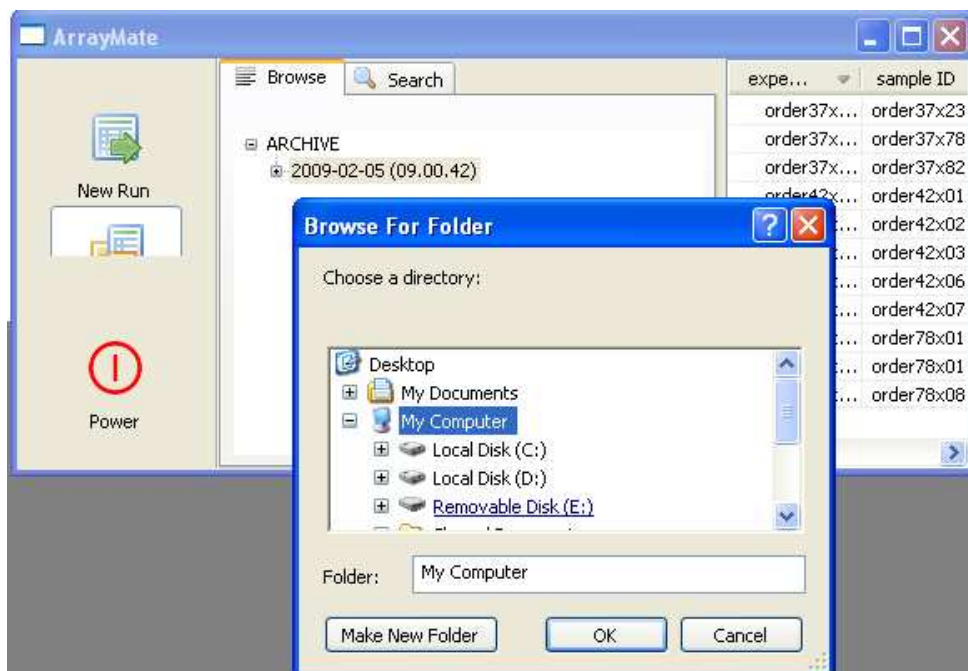 ArrayMate
Browse
Search
expe...
sample ID
ARCHIVE
2009-02-05 (09.00.42)
New Run
Power
order37x... order37x23
order37x... order37x78
order37x... order37x82
order42x... order42x01
order42x02
order42x03
order42x06
order42x07
order78x01
order78x01
order78x08
Browse For Folder
Choose a directory:
Desktop
My Documents
My Computer
Local Disk (C:)
Local Disk (D:)
Removable Disk (E:)
Folder: My Computer
Make New Folder
OK
Cancel